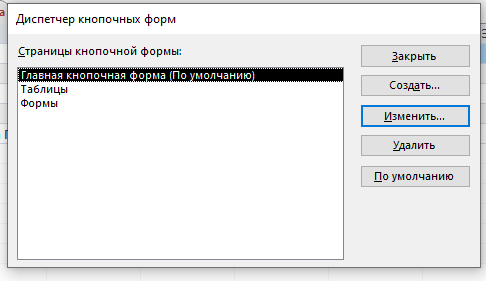 Диспетчер кнопочных форм
Страницы кнопочной формы:
Главная кнопочная форма (По умолчанию)
Таблицы
Формы
Закрыть
Создать...
Изменить...
Удалить
По умолчанию